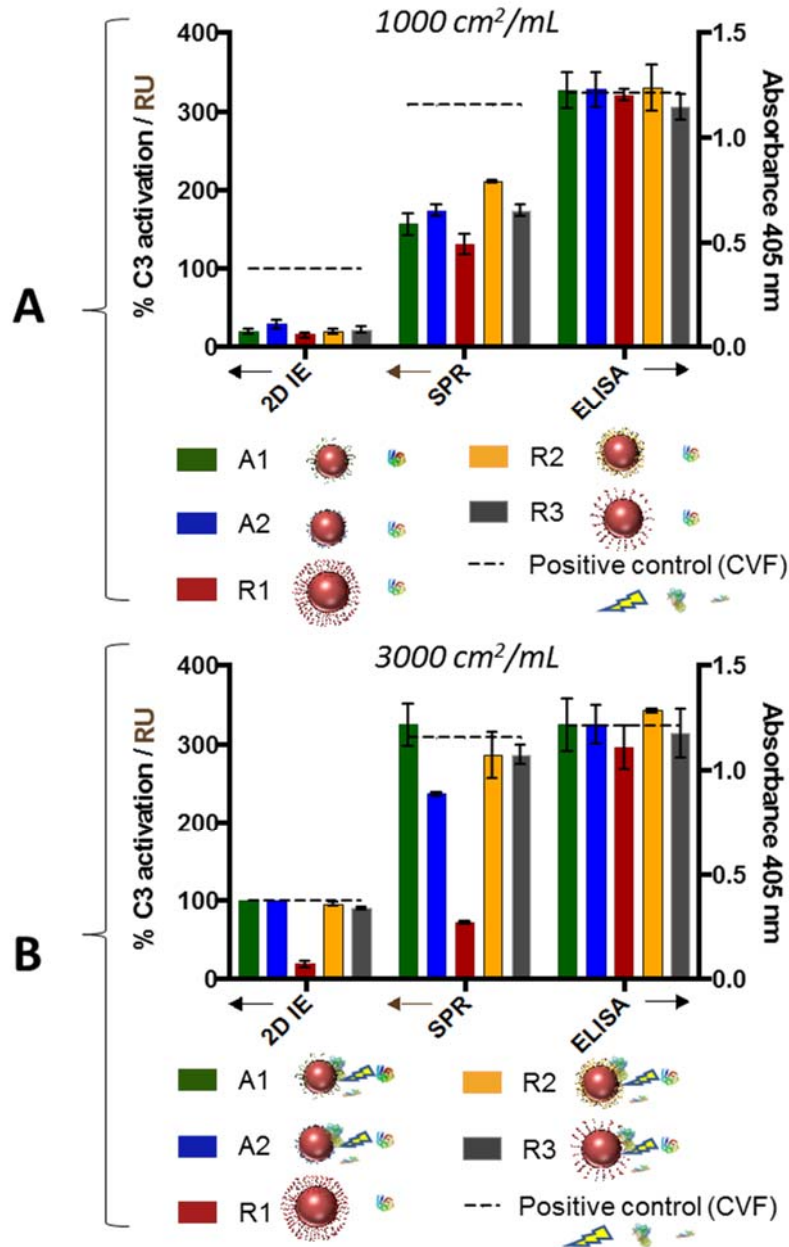 A
1000 cm²/mL
% C3 activation / RU
400
300
200
100
0
1.5
1.0
0.5
0.0
Absorbance 405 nm
2D IE
SPR
ELISA
A1
R2
A2
R3
R1
Positive control (CVF)
B
3000 cm²/mL
% C3 activation / RU
400
300
200
100
0
1.5
1.0
0.5
0.0
Absorbance 405 nm
2D IE
SPR
ELISA
A1
R2
A2
R3
R1
Positive control (CVF)